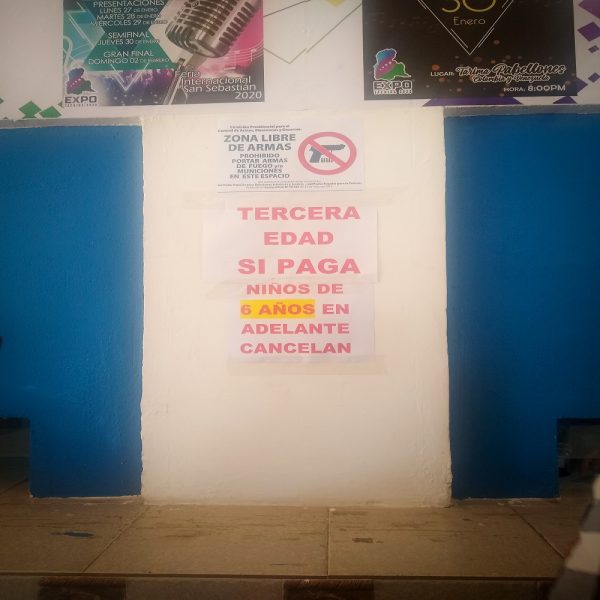 PRESENTACIONES
LUNES 27 DE ENERO
MARTES 28 DE ENERO
MIERCOLES 29 DE ENERO
SEMIFINAL
JUEVES 30 DE ENERO
GRAN FINAL
DOMINGO 02 DE FEBRERO
Feria
Internacional
San Sebastián
2020
EXPO
30
Enero
LUGAR: Tarima Pabellones
HORA: 8:00PM
EXPO
ZONA LIBRE
DE ARMAS
PROHIBIDO
PORTAR ARMAS
DE FUEGO y/o
MUNICIONES
EN ESTE ESPACIO
TERCERA
EDAD
SI PAGA
NIÑOS DE
6 AÑOS EN
ADELANTE
CANCELAN